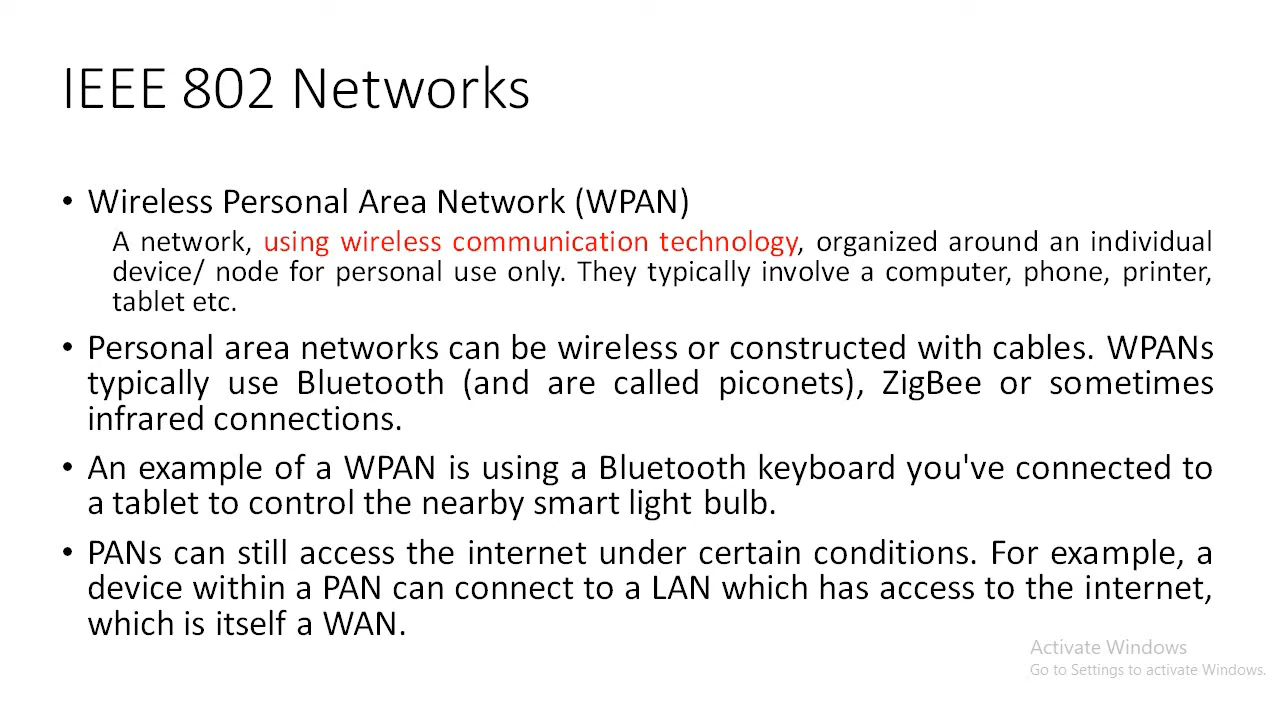 IEEE 802 Networks
• Wireless Personal Area Network (WPAN)
A network, using wireless communication technology, organized around an individual
device/ node for personal use only. They typically involve a computer, phone, printer,
tablet etc.
• Personal area networks can be wireless or constructed with cables. WPANs
typically use Bluetooth (and are called piconets), ZigBee or sometimes
infrared connections.
• An example of a WPAN is using a Bluetooth keyboard you've connected to
a tablet to control the nearby smart light bulb.
• PANs can still access the internet under certain conditions. For example, a
device within a PAN can connect to a LAN which has access to the internet,
which is itself a WAN.
Activate Windows
Go to Settings to activate Windows.